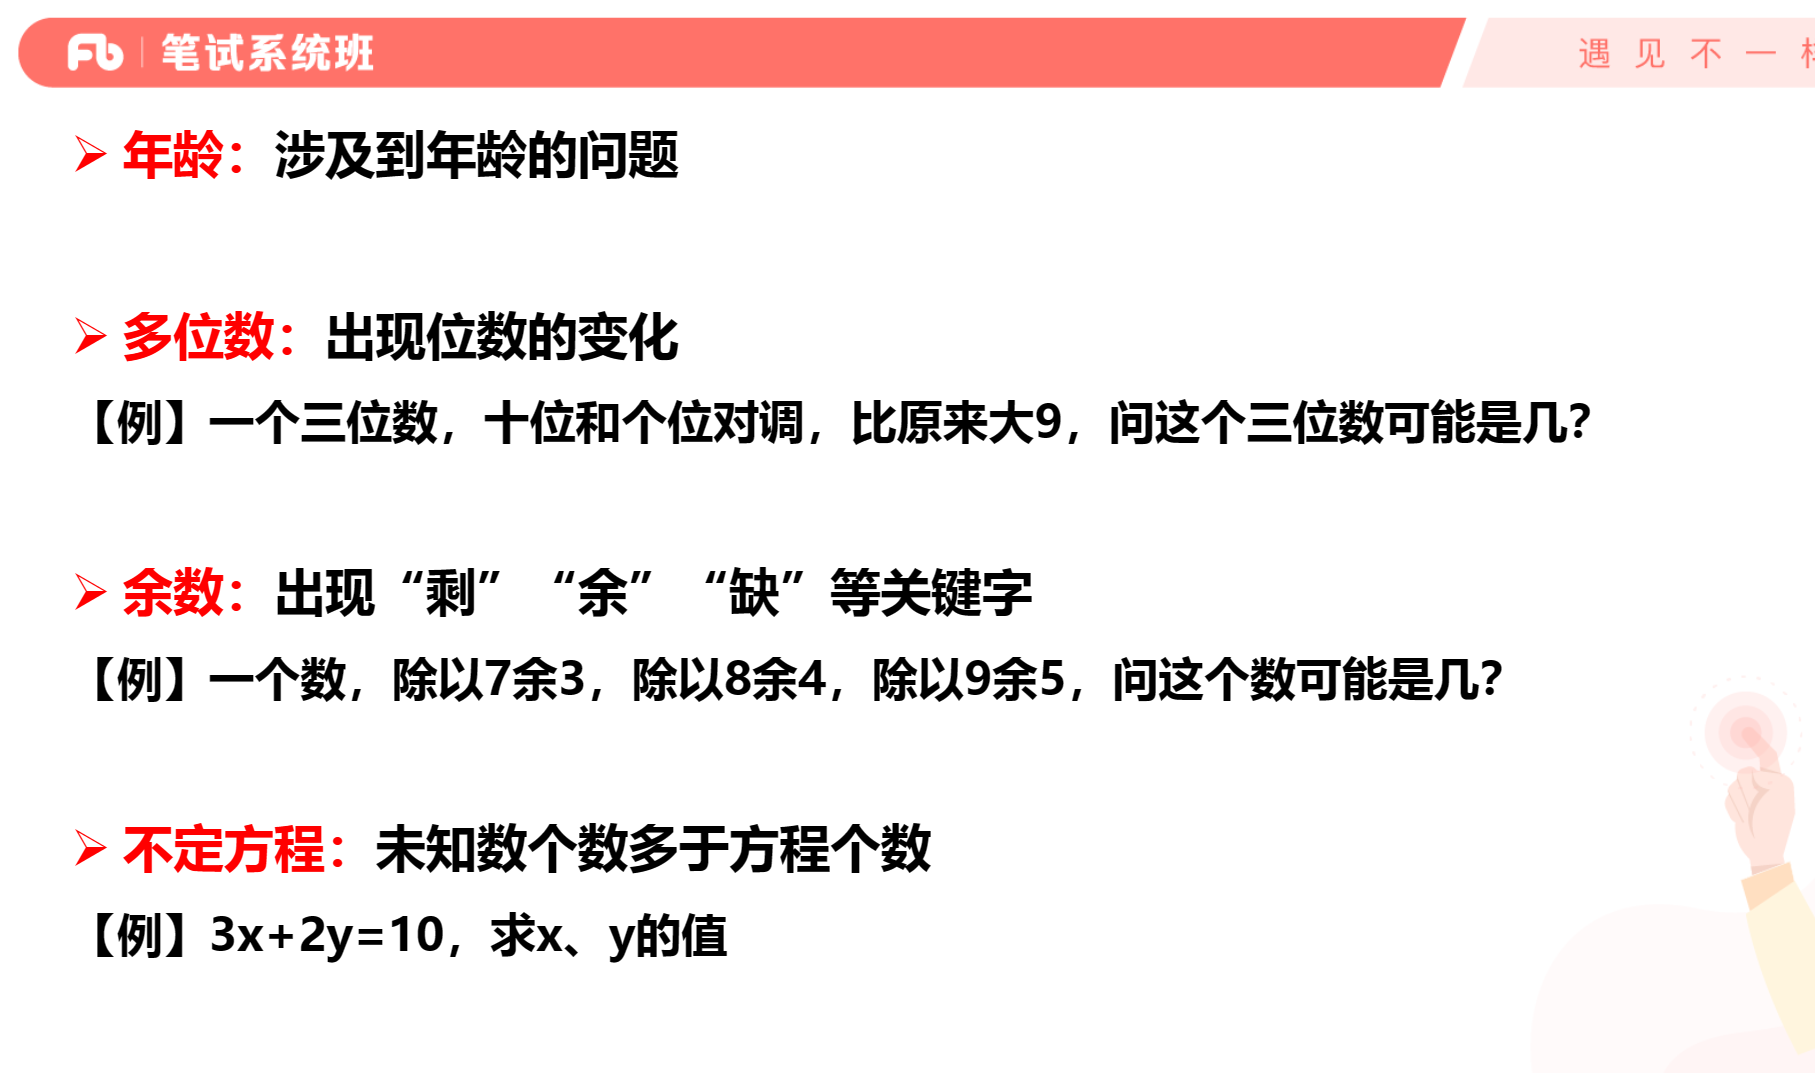 Fb 笔试系统班
遇见不一
年龄：涉及到年龄的问题
多位数：出现位数的变化
【例】一个三位数，十位和个位对调，比原来大9，问这个三位数可能是几？
余数：出现“剩”“余”“缺”等关键字
【例】一个数，除以7余3，除以8余4，除以9余5，问这个数可能是几？
不定方程：未知数个数多于方程个数
【例】3x+2y=10，求x、y的值